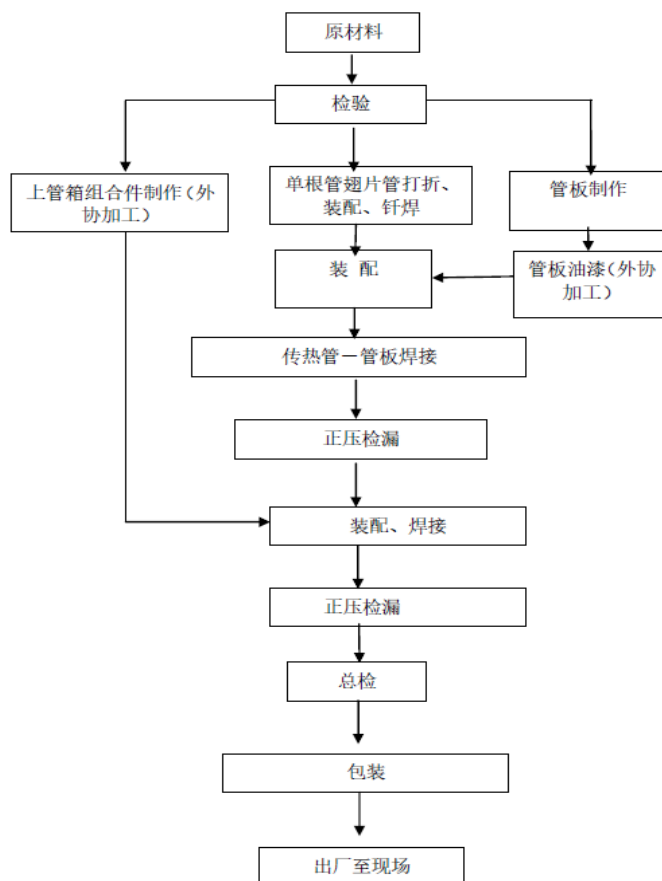 原材料
检验
上管箱组合件制作（外
协加工）
单根管翅片管打折、
装配、钎焊
管板制作
装 配
管板油漆（外协
加工）
传热管－管板焊接
正压检漏
装配、焊接
正压检漏
总检
包装
出厂至现场